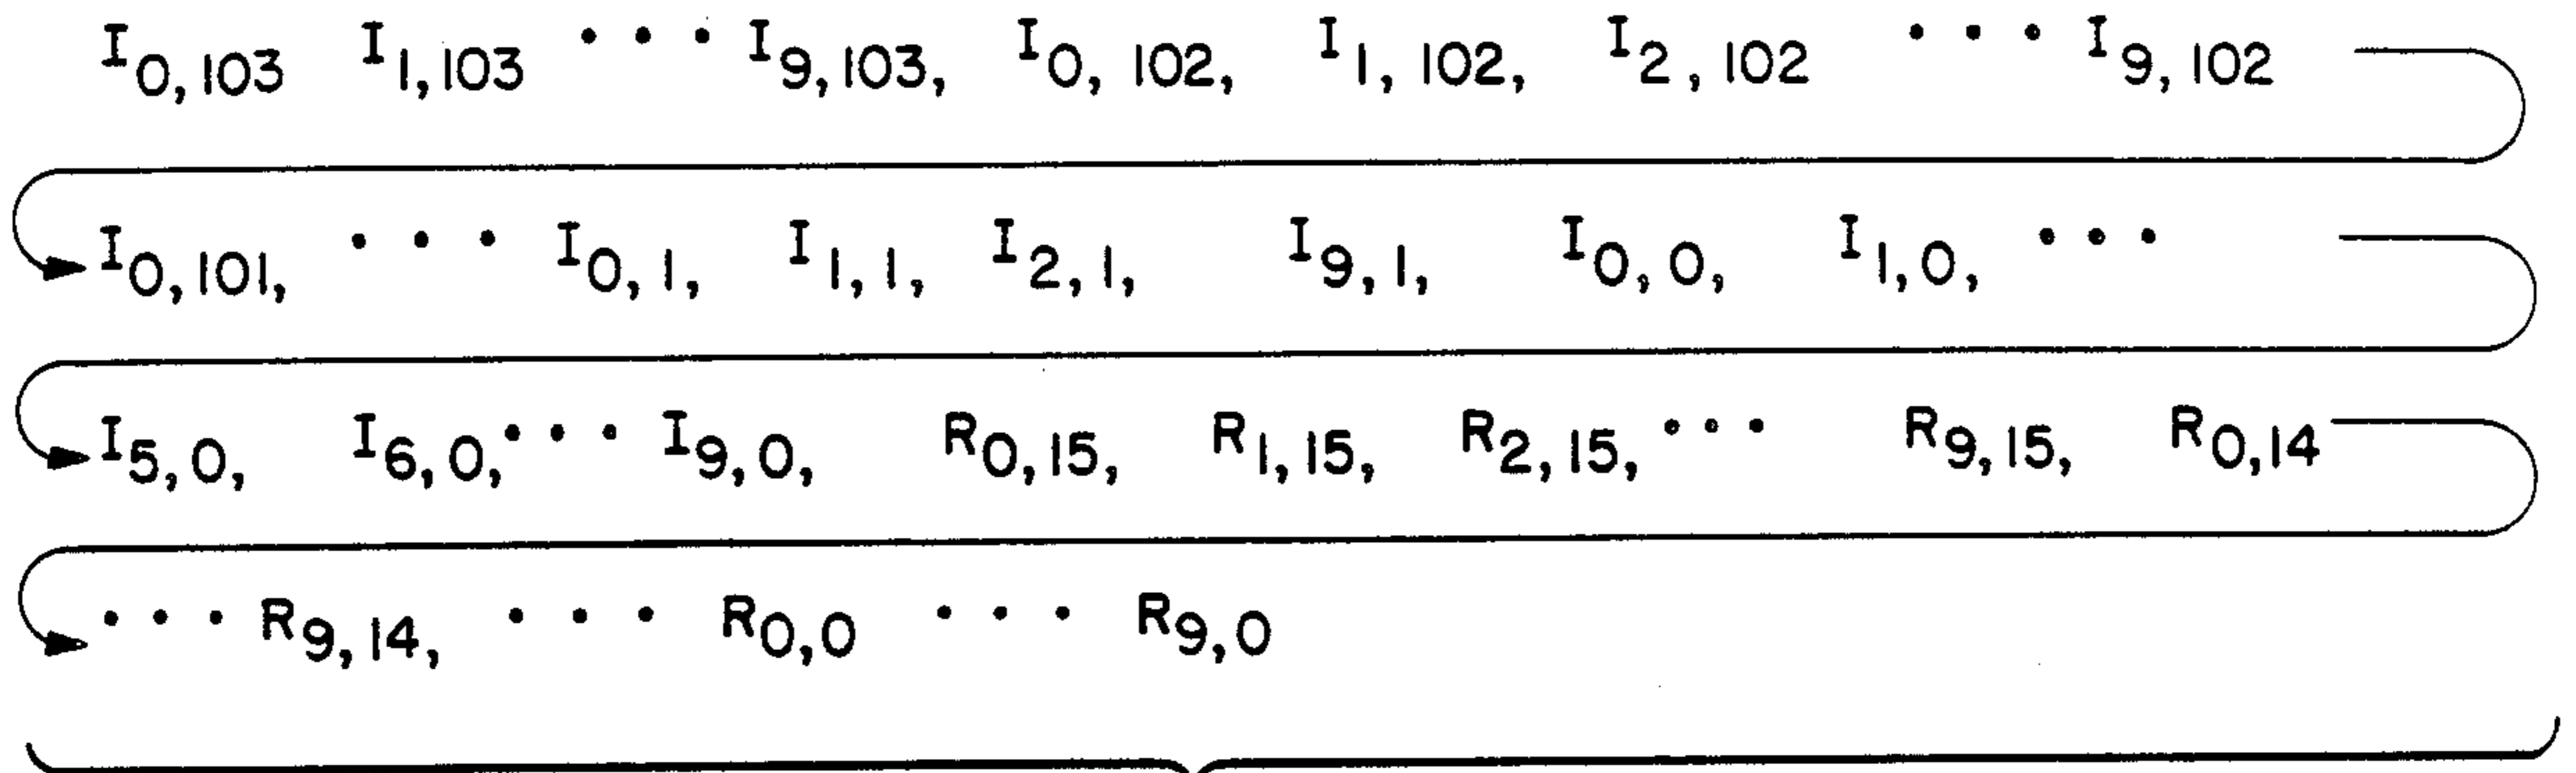 I0,103 I1,103 • • • I9,103, I0, 102, I1, 102, I2, 102 • • • I9, 102
I0,101, • • • I0, 1, I1, 1, I2, 1, I9, 1, I0, 0, I1,0, • • •
I5,0, I6,0, • • • I9,0, R0,15, R1,15, R2,15, • • • R9,15, R0,14
• • • R9,14, • • • R0,0 • • • R9,0